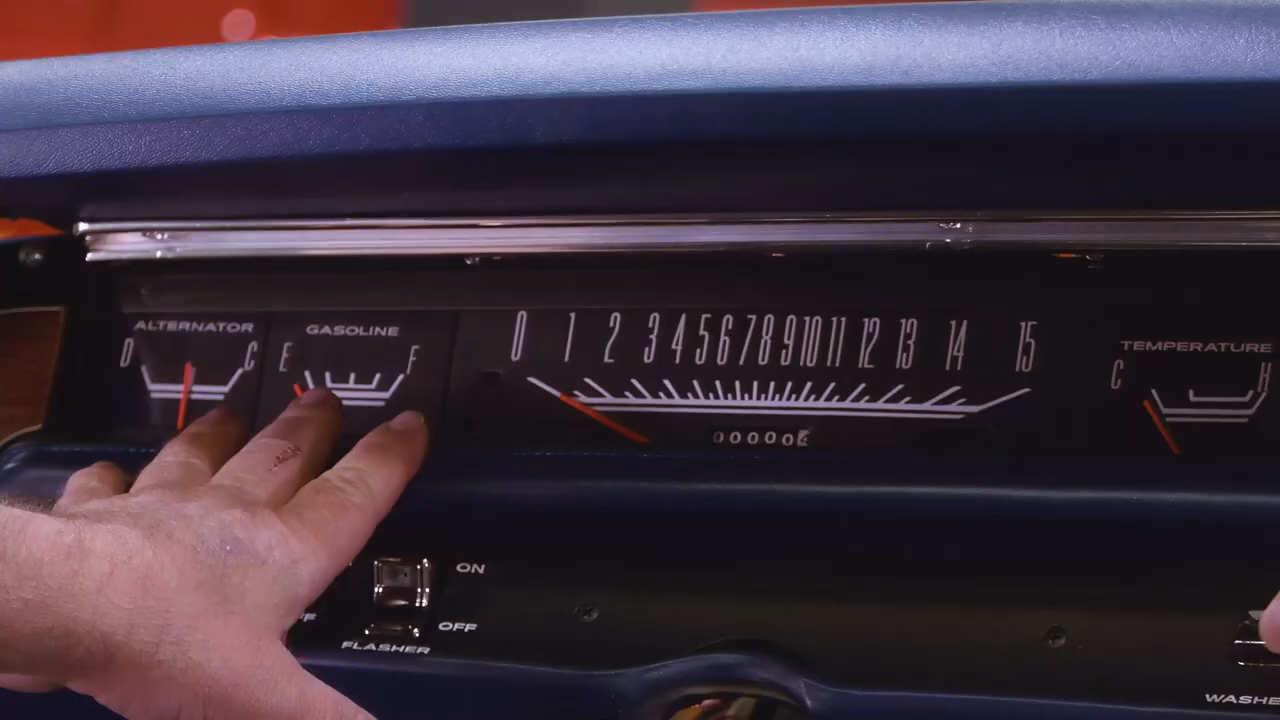 ALTERNATOR
D C
GASOLINE
E F
0 1 2 3 4 5 6 7 8 9 10 11 12 13 14 15
TEMPERATURE
C H
ON
OFF
FLASHER